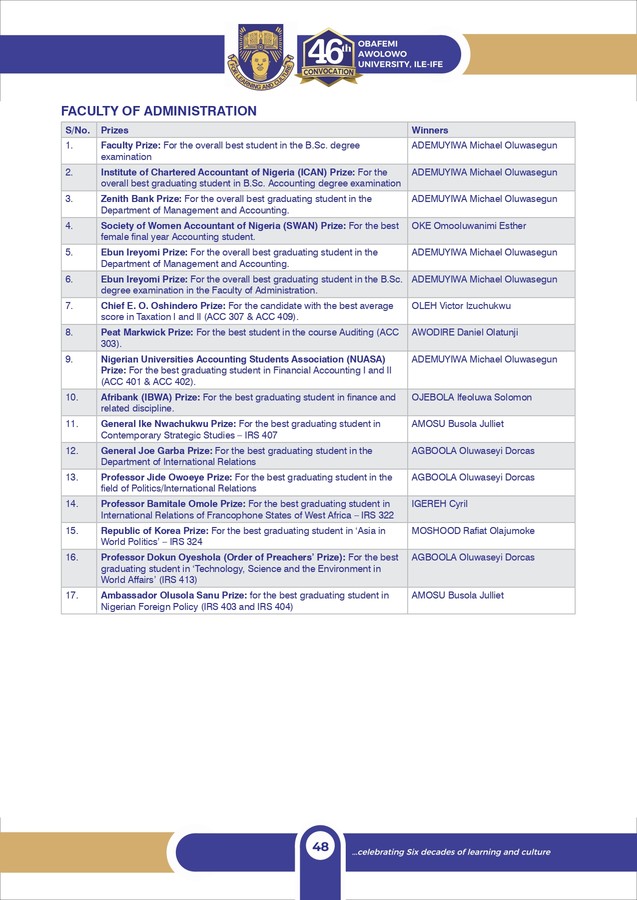 FOR LEARNING AND CULTURE
46th
CONVOCATION
OBAFEMI
AWOLOWO
UNIVERSITY, ILE-IFE
FACULTY OF ADMINISTRATION
S/No. Prizes Winners
1. Faculty Prize: For the overall best student in the B.Sc. degree ADEMUYIWA Michael Oluwasegun
examination
2. Institute of Chartered Accountant of Nigeria (ICAN) Prize: For the ADEMUYIWA Michael Oluwasegun
overall best graduating student in B.Sc. Accounting degree examination
3. Zenith Bank Prize: For the overall best graduating student in the ADEMUYIWA Michael Oluwasegun
Department of Management and Accounting.
4. Society of Women Accountant of Nigeria (SWAN) Prize: For the best OKE Omooluwanimi Esther
female final year Accounting student.
5. Ebun Ireyomi Prize: For the overall best graduating student in the ADEMUYIWA Michael Oluwasegun
Department of Management and Accounting.
6. Ebun Ireyomi Prize: For the overall best graduating student in the B.Sc. ADEMUYIWA Michael Oluwasegun
degree examination in the Faculty of Administration.
7. Chief E. O. Oshindero Prize: For the candidate with the best average OLEH Victor Izuchukwu
score in Taxation I and II (ACC 307 & ACC 409).
8. Peat Markwick Prize: For the best student in the course Auditing (ACC AWODIRE Daniel Olatunji
303).
9. Nigerian Universities Accounting Students Association (NUASA) ADEMUYIWA Michael Oluwasegun
Prize: For the best graduating student in Financial Accounting I and II
(ACC 401 & ACC 402).
10. Afribank (IBWA) Prize: For the best graduating student in finance and OJEBOLA Ifeoluwa Solomon
related discipline.
11. General Ike Nwachukwu Prize: For the best graduating student in AMOSU Busola Julliet
Contemporary Strategic Studies – IRS 407
12. General Joe Garba Prize: For the best graduating student in the AGBOOLA Oluwaseyi Dorcas
Department of International Relations
13. Professor Jide Owoeye Prize: For the best graduating student in the AGBOOLA Oluwaseyi Dorcas
field of Politics/International Relations
14. Professor Bamitale Omole Prize: For the best graduating student in IGEREH Cyril
International Relations of Francophone States of West Africa – IRS 322
15. Republic of Korea Prize: For the best graduating student in ‘Asia in MOSHOOD Rafiat Olajumoke
World Politics’ – IRS 324
16. Professor Dokun Oyeshola (Order of Preachers’ Prize): For the best AGBOOLA Oluwaseyi Dorcas
graduating student in ‘Technology, Science and the Environment in
World Affairs’ (IRS 413)
17. Ambassador Olusola Sanu Prize: for the best graduating student in AMOSU Busola Julliet
Nigerian Foreign Policy (IRS 403 and IRS 404)
48
...celebrating Six decades of learning and culture